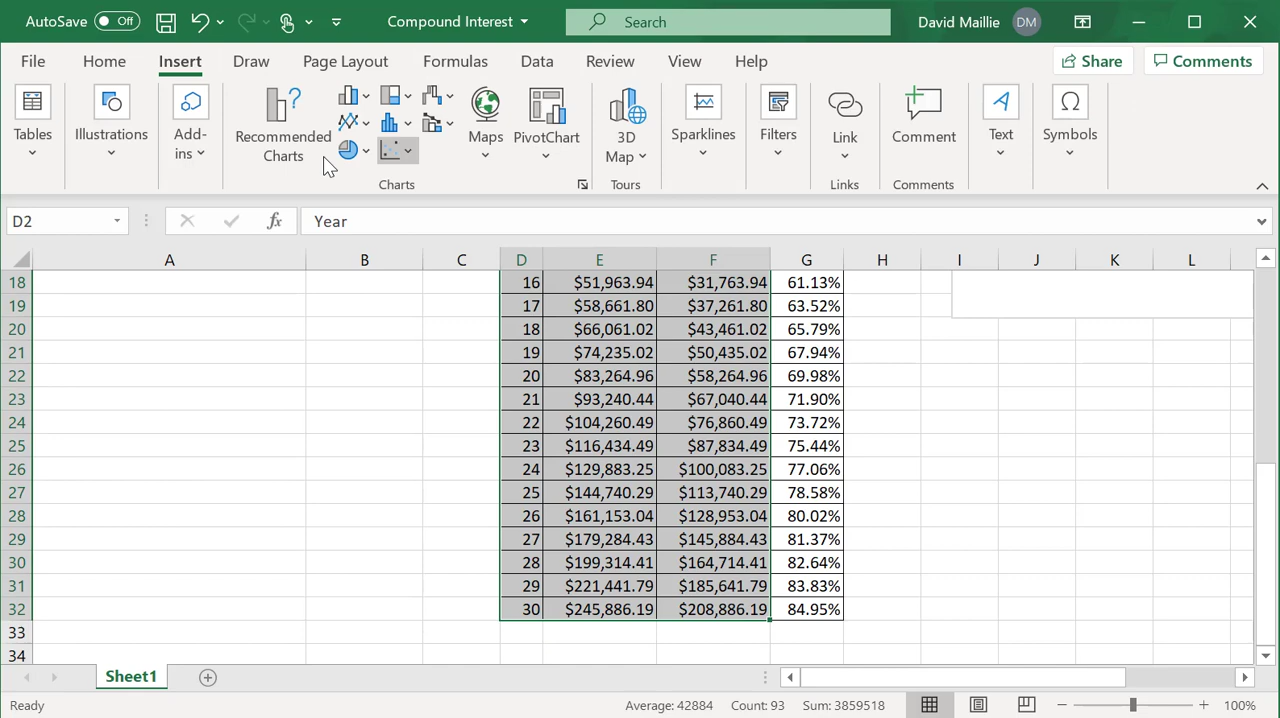 AutoSave Off Compound Interest Search David Maillie DM
File Home Insert Draw Page Layout Formulas Data Review View Help Share Comments
Tables Illustrations Add-ins Recommended Charts Maps PivotChart 3D Map Sparklines Filters Link Comment Text Symbols
Charts Tours Links Comments
D2 fx Year
A B C D E F G H I J K L
18 16 $51,963.94 $31,763.94 61.13%
19 17 $58,661.80 $37,261.80 63.52%
20 18 $66,061.02 $43,461.02 65.79%
21 19 $74,235.02 $50,435.02 67.94%
22 20 $83,264.96 $58,264.96 69.98%
23 21 $93,240.44 $67,040.44 71.90%
24 22 $104,260.49 $76,860.49 73.72%
25 23 $116,434.49 $87,834.49 75.44%
26 24 $129,883.25 $100,083.25 77.06%
27 25 $144,740.29 $113,740.29 78.58%
28 26 $161,153.04 $128,953.04 80.02%
29 27 $179,284.43 $145,884.43 81.37%
30 28 $199,314.41 $164,714.41 82.64%
31 29 $221,441.79 $185,641.79 83.83%
32 30 $245,886.19 $208,886.19 84.95%
33
34
Sheet1
Ready Average: 42884 Count: 93 Sum: 3859518 100%